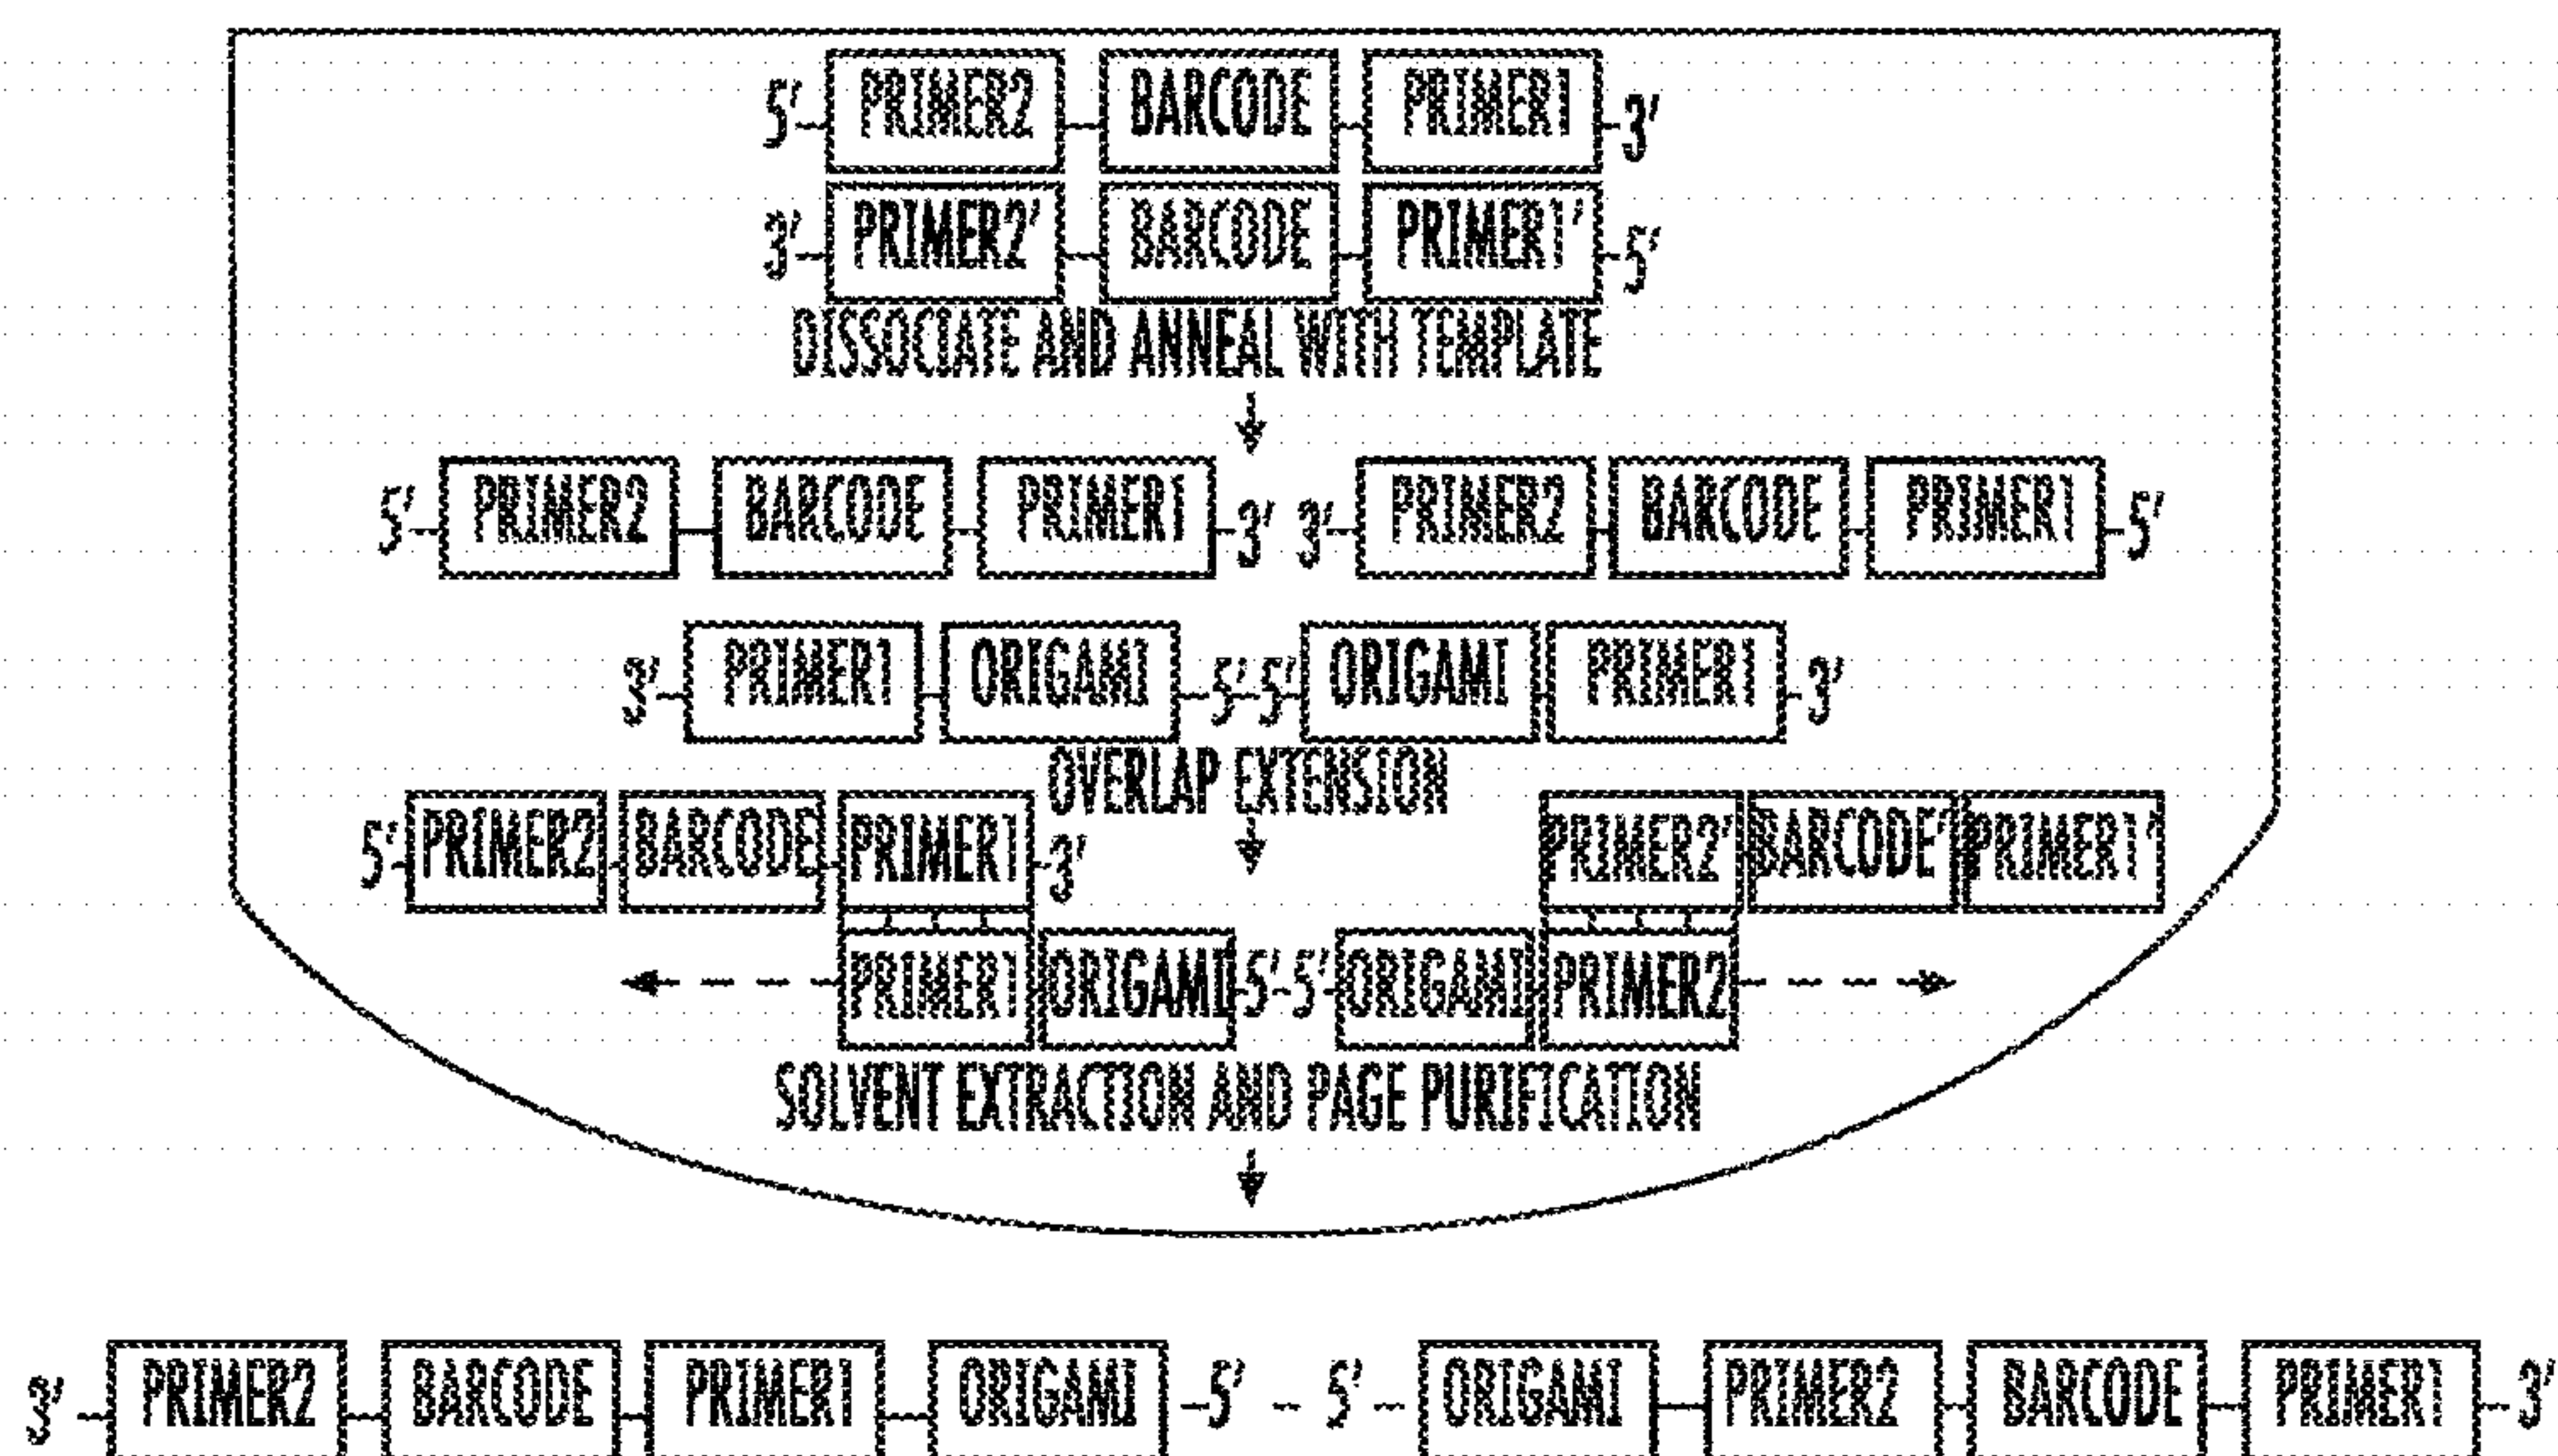 5' PRIMER2 BARCODE PRIMER1 3'
3' PRIMER2' BARCODE PRIMER1' 5'
DISSOCIATE AND ANNEAL WITH TEMPLATE
5' PRIMER2 BARCODE PRIMER1 3' 3' PRIMER2 BARCODE PRIMER1 5'
3' PRIMER1 ORIGAMI 5' 5' ORIGAMI PRIMER1 3'
OVERLAP EXTENSION
5' PRIMER2 BARCODE PRIMER1 3' PRIMER2' BARCODE' PRIMER1'
PRIMER1 ORIGAMI 5' 5' ORIGAMI PRIMER2
SOLVENT EXTRACTION AND PAGE PURIFICATION
3' PRIMER2 BARCODE PRIMER1 ORIGAMI 5' 5' ORIGAMI PRIMER2 BARCODE PRIMER1 3'